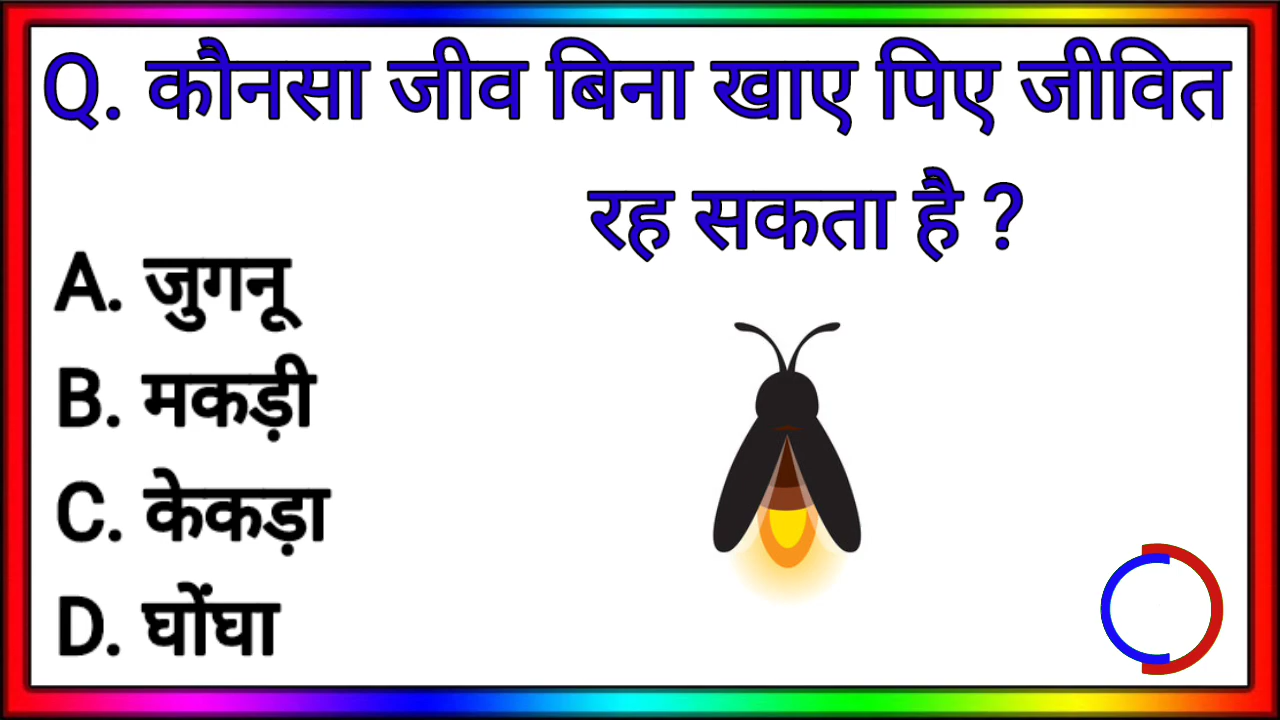 Q. कौनसा जीव बिना खाए पिए जीवित
रह सकता है ?
A. जुगनू
B. मकड़ी
C. केकड़ा
D. घोंघा